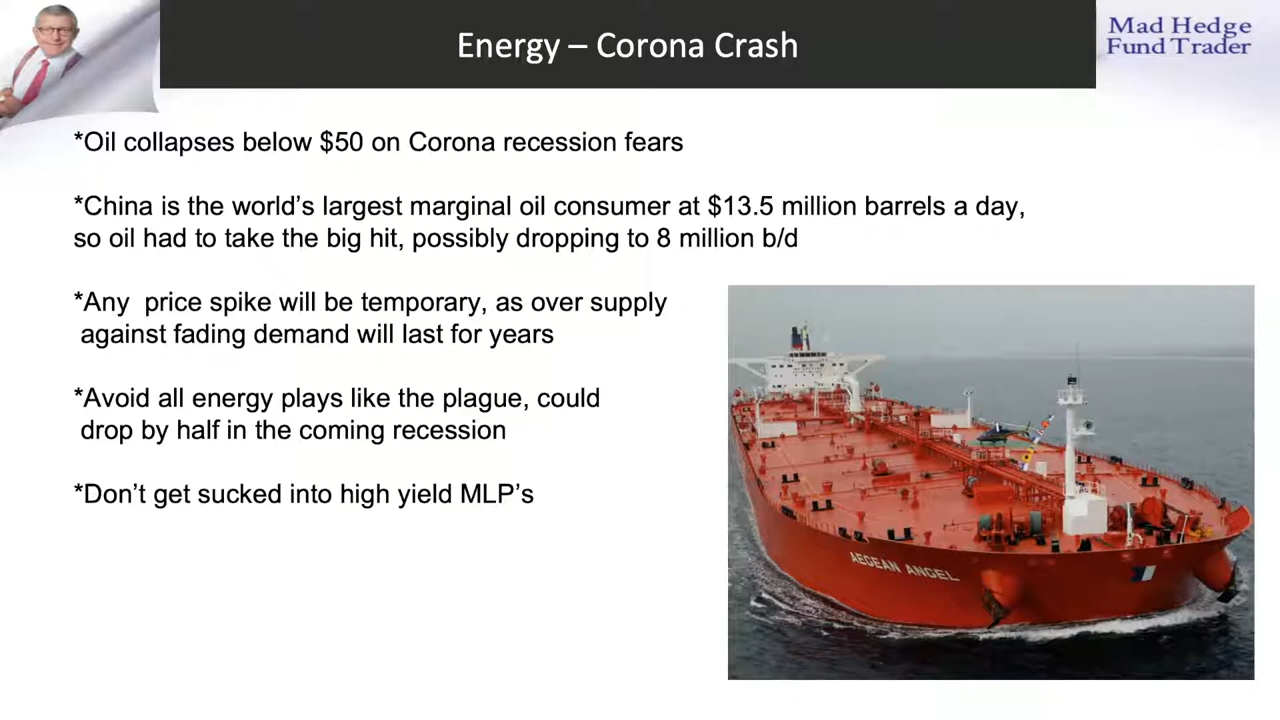 Energy – Corona Crash
Mad Hedge
Fund Trader
*Oil collapses below $50 on Corona recession fears
*China is the world’s largest marginal oil consumer at $13.5 million barrels a day,
so oil had to take the big hit, possibly dropping to 8 million b/d
*Any  price spike will be temporary, as over supply
against fading demand will last for years
*Avoid all energy plays like the plague, could
drop by half in the coming recession
*Don’t get sucked into high yield MLP’s
AEGEAN ANGEL